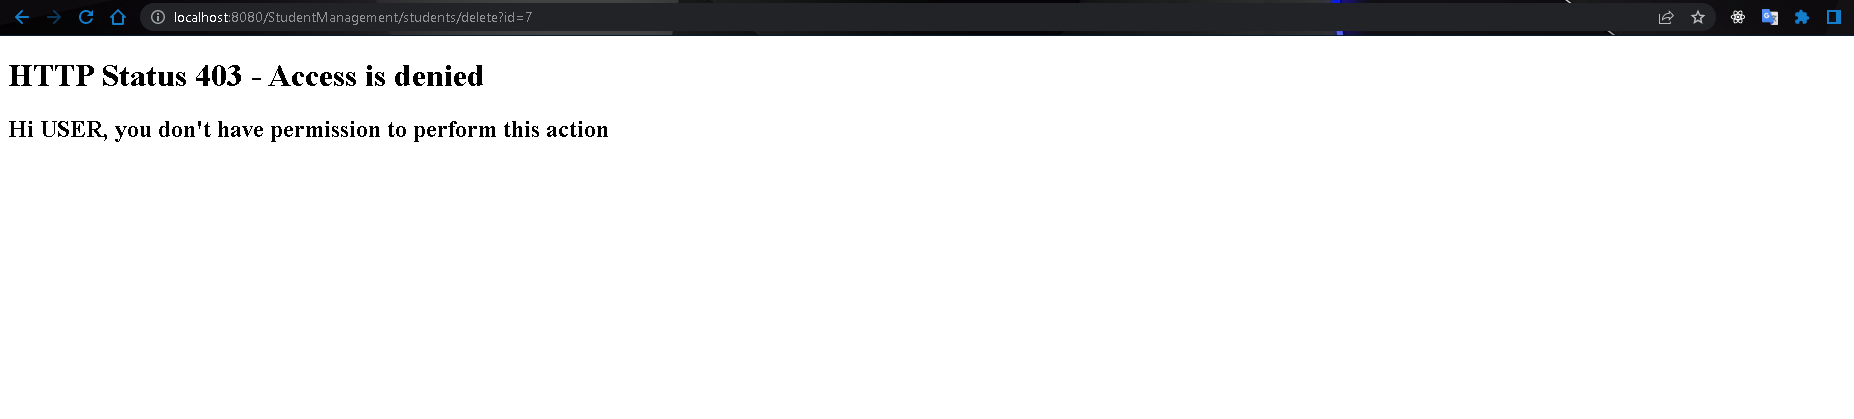 localhost:8080/StudentManagement/students/delete?id=7
HTTP Status 403 - Access is denied
Hi USER, you don't have permission to perform this action